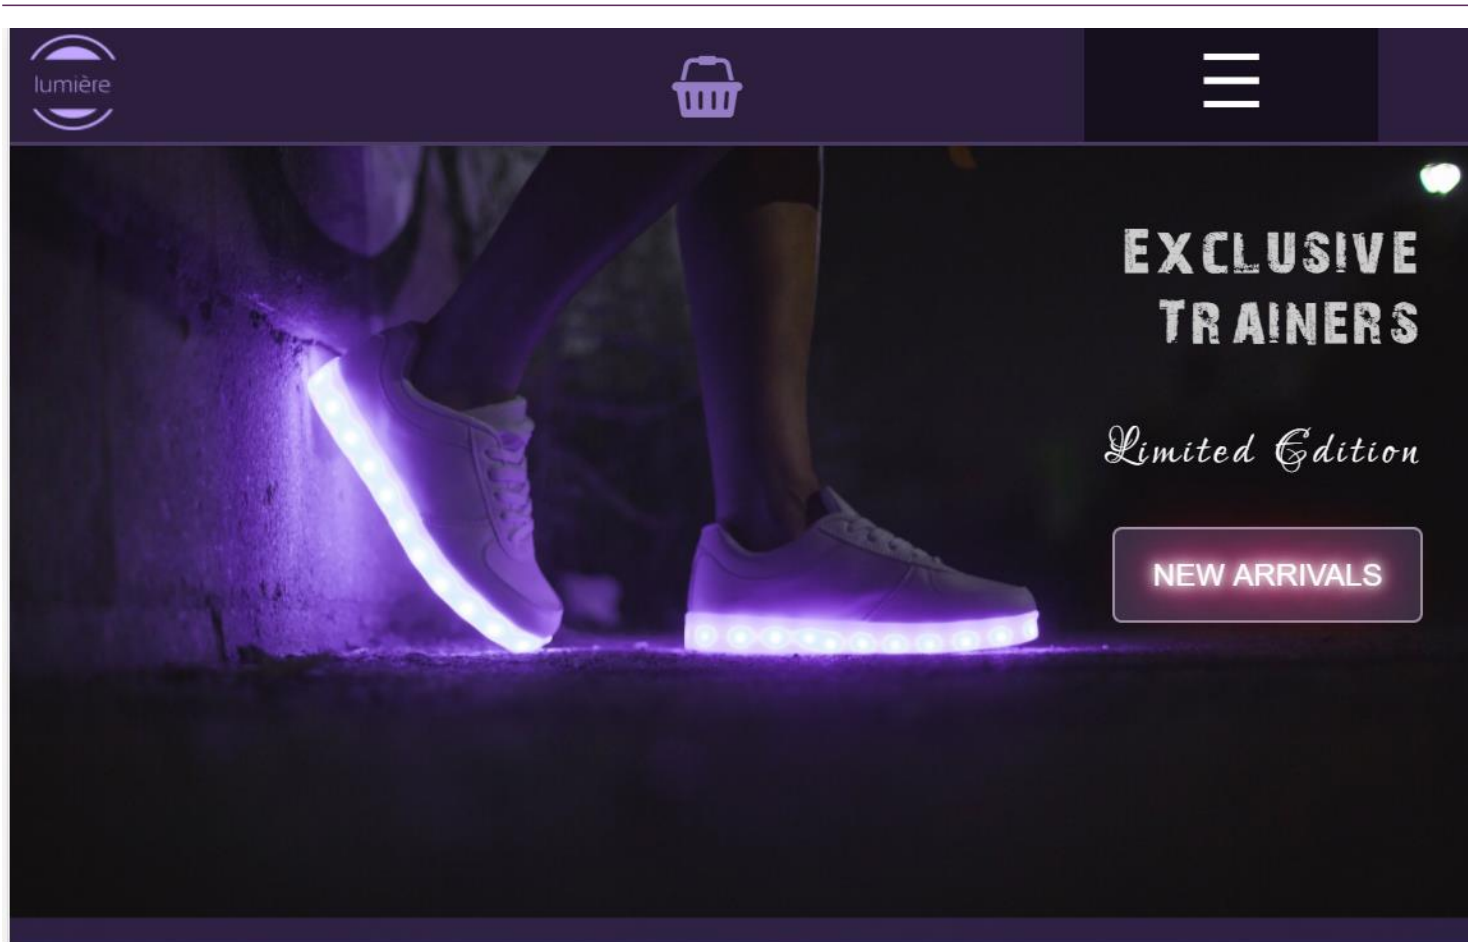 lumière
EXCLUSIVE
TRAINERS
Limited Edition
NEW ARRIVALS